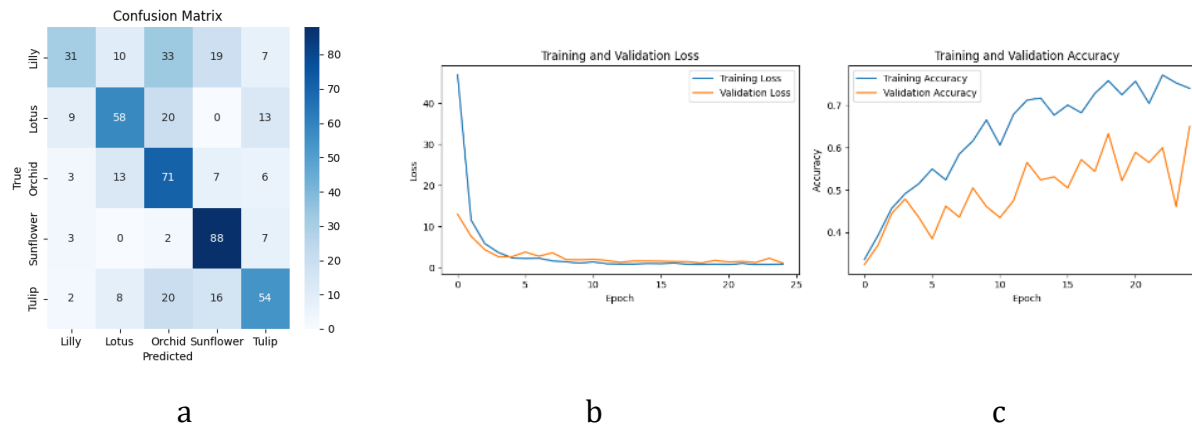 Confusion Matrix
True
Lilly 31 10 33 19 7
Lotus 9 58 20 0 13
Orchid 3 13 71 7 6
Sunflower 3 0 2 88 7
Tulip 2 8 20 16 54
Lilly Lotus Orchid Sunflower Tulip
Predicted
80
70
60
50
40
30
20
10
0
a
Training and Validation Loss
Training Loss
Validation Loss
Loss
40
30
20
10
0
0 5 10 15 20 25
Epoch
b
Training and Validation Accuracy
Training Accuracy
Validation Accuracy
Accuracy
0.7
0.6
0.5
0.4
0 5 10 15 20
Epoch
c